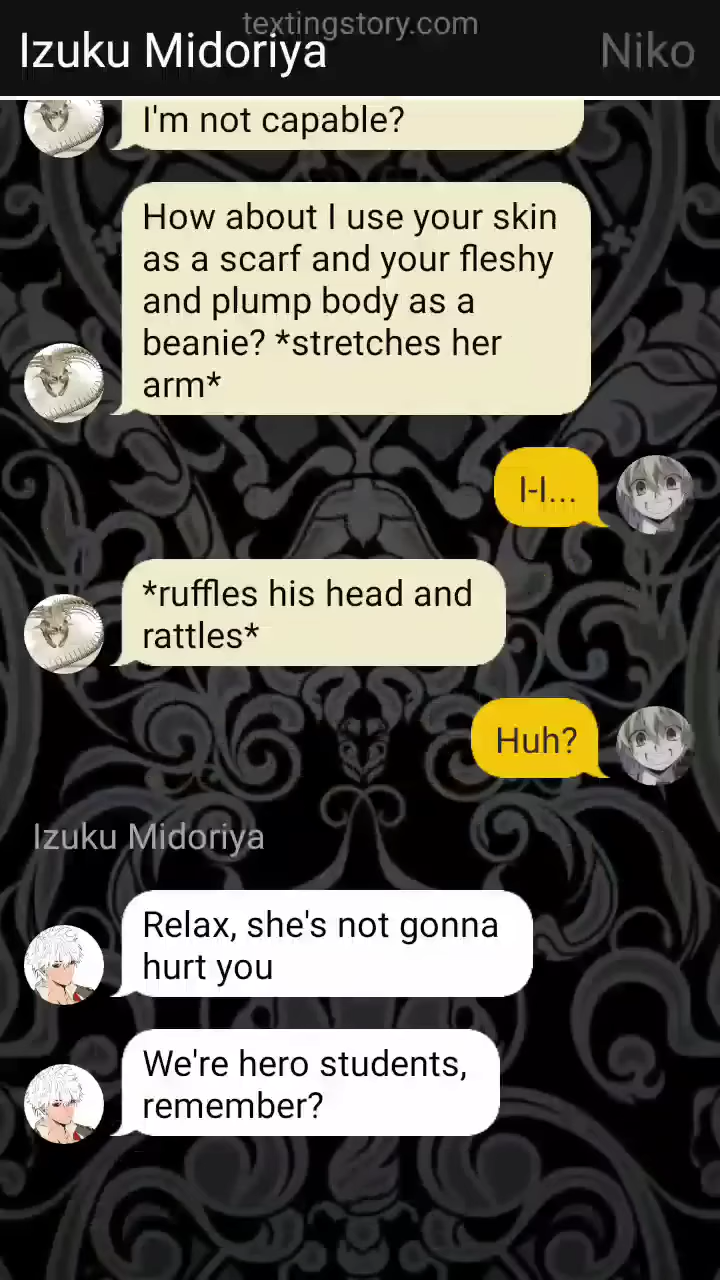 textingstory.com
Izuku Midoriya
Niko
I'm not capable?
How about I use your skin
as a scarf and your fleshy
and plump body as a
beanie? *stretches her
arm*
I-I...
*ruffles his head and
rattles*
Huh?
Izuku Midoriya
Relax, she's not gonna
hurt you
We're hero students,
remember?